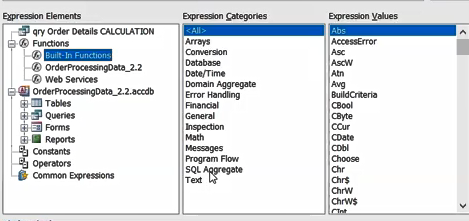 Expression Elements
qry Order Details CALCULATION
Functions
Built-In Functions
OrderProcessingData_2.2
Web Services
OrderProcessingData_2.2.accdb
Tables
Queries
Forms
Reports
Constants
Operators
Common Expressions
Expression Categories
<All>
Arrays
Conversion
Database
Date/Time
Domain Aggregate
Error Handling
Financial
General
Inspection
Math
Messages
Program Flow
SQL Aggregate
Text
Expression Values
Abs
AccessError
Asc
AscW
Atn
Avg
BuildCriteria
CBool
CByte
CCur
CDate
CDbl
Choose
Chr
Chr$
ChrW
ChrW$
CInt